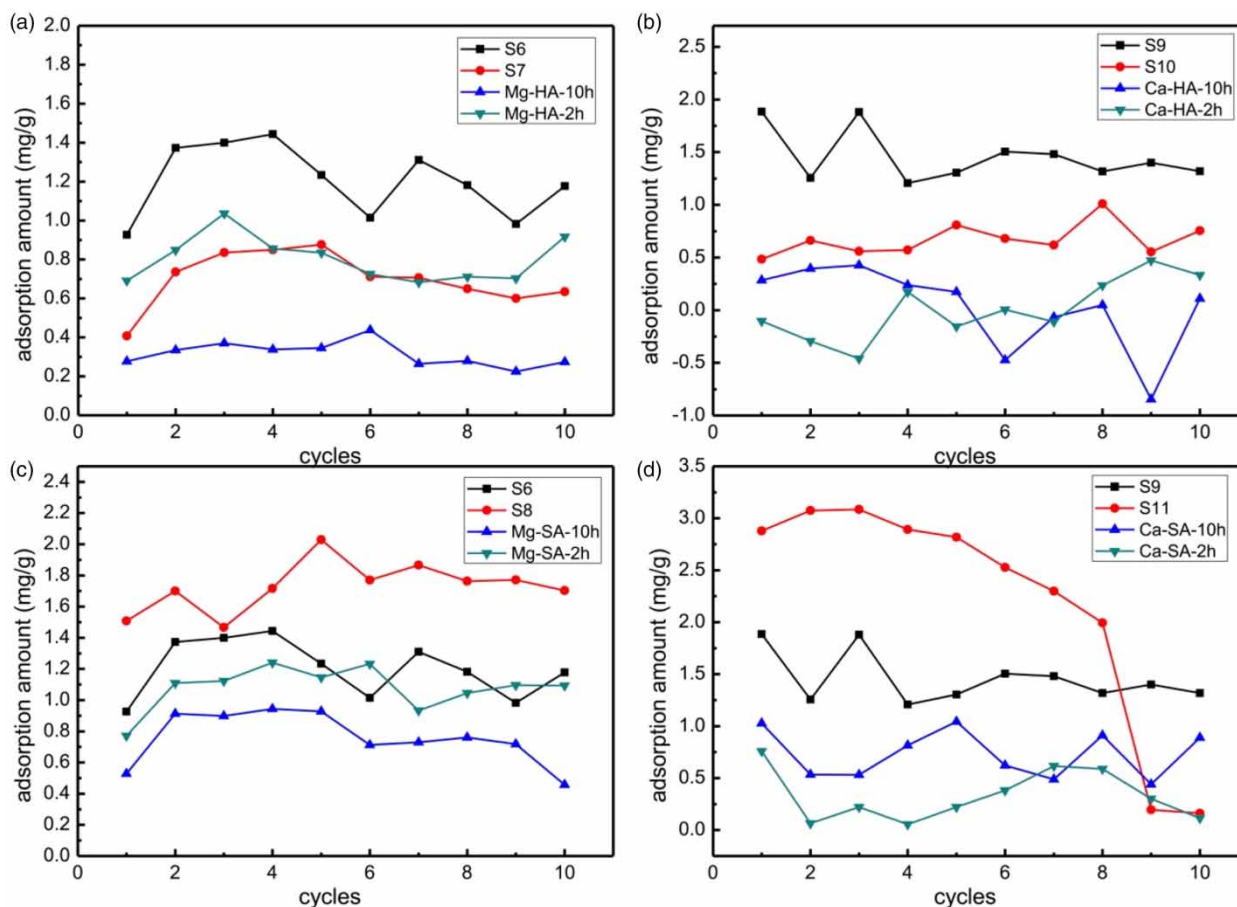 (a)
adsorption amount (mg/g)
2.0
1.8
1.6
1.4
1.2
1.0
0.8
0.6
0.4
0.2
0.0
S6
S7
Mg-HA-10h
Mg-HA-2h
0 2 4 6 8 10
cycles
(b)
adsorption amount (mg/g)
2.5
2.0
1.5
1.0
0.5
0.0
-0.5
-1.0
S9
S10
Ca-HA-10h
Ca-HA-2h
0 2 4 6 8 10
cycles
(c)
adsorption amount (mg/g)
2.4
2.2
2.0
1.8
1.6
1.4
1.2
1.0
0.8
0.6
0.4
0.2
0.0
S6
S8
Mg-SA-10h
Mg-SA-2h
0 2 4 6 8 10
cycles
(d)
adsorption amount (mg/g)
3.5
3.0
2.5
2.0
1.5
1.0
0.5
0.0
S9
S11
Ca-SA-10h
Ca-SA-2h
0 2 4 6 8 10
cycles